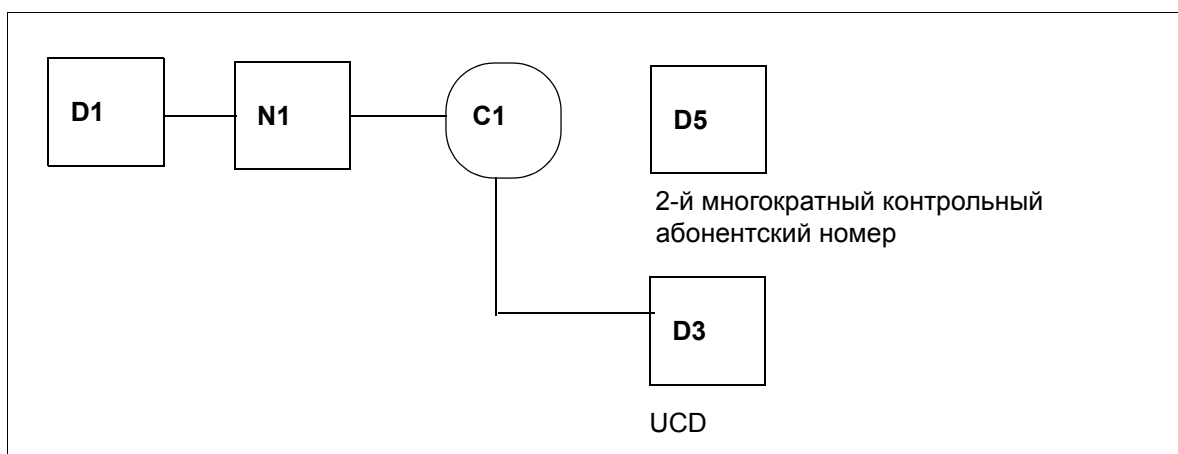 D1
N1
C1
D5
2-й многократный контрольный
абонентский номер
D3
UCD